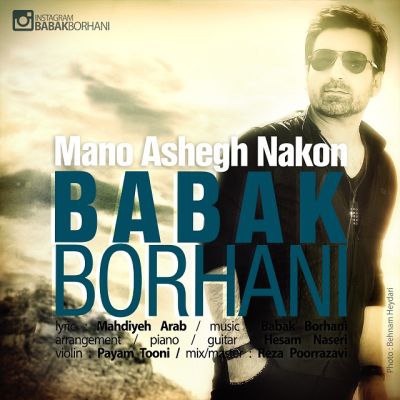 INSTAGRAM
BABAKBORHANI
Mano Ashegh Nakon
BABAK
BORHANI
lyric : Mahdiyeh Arab / music : Babak Borhani
arrangement / piano / guitar : Hesam Naseri
violin : Payam Tooni / mix/master : Reza Poorrazavi
Photo : Behnam Heydari